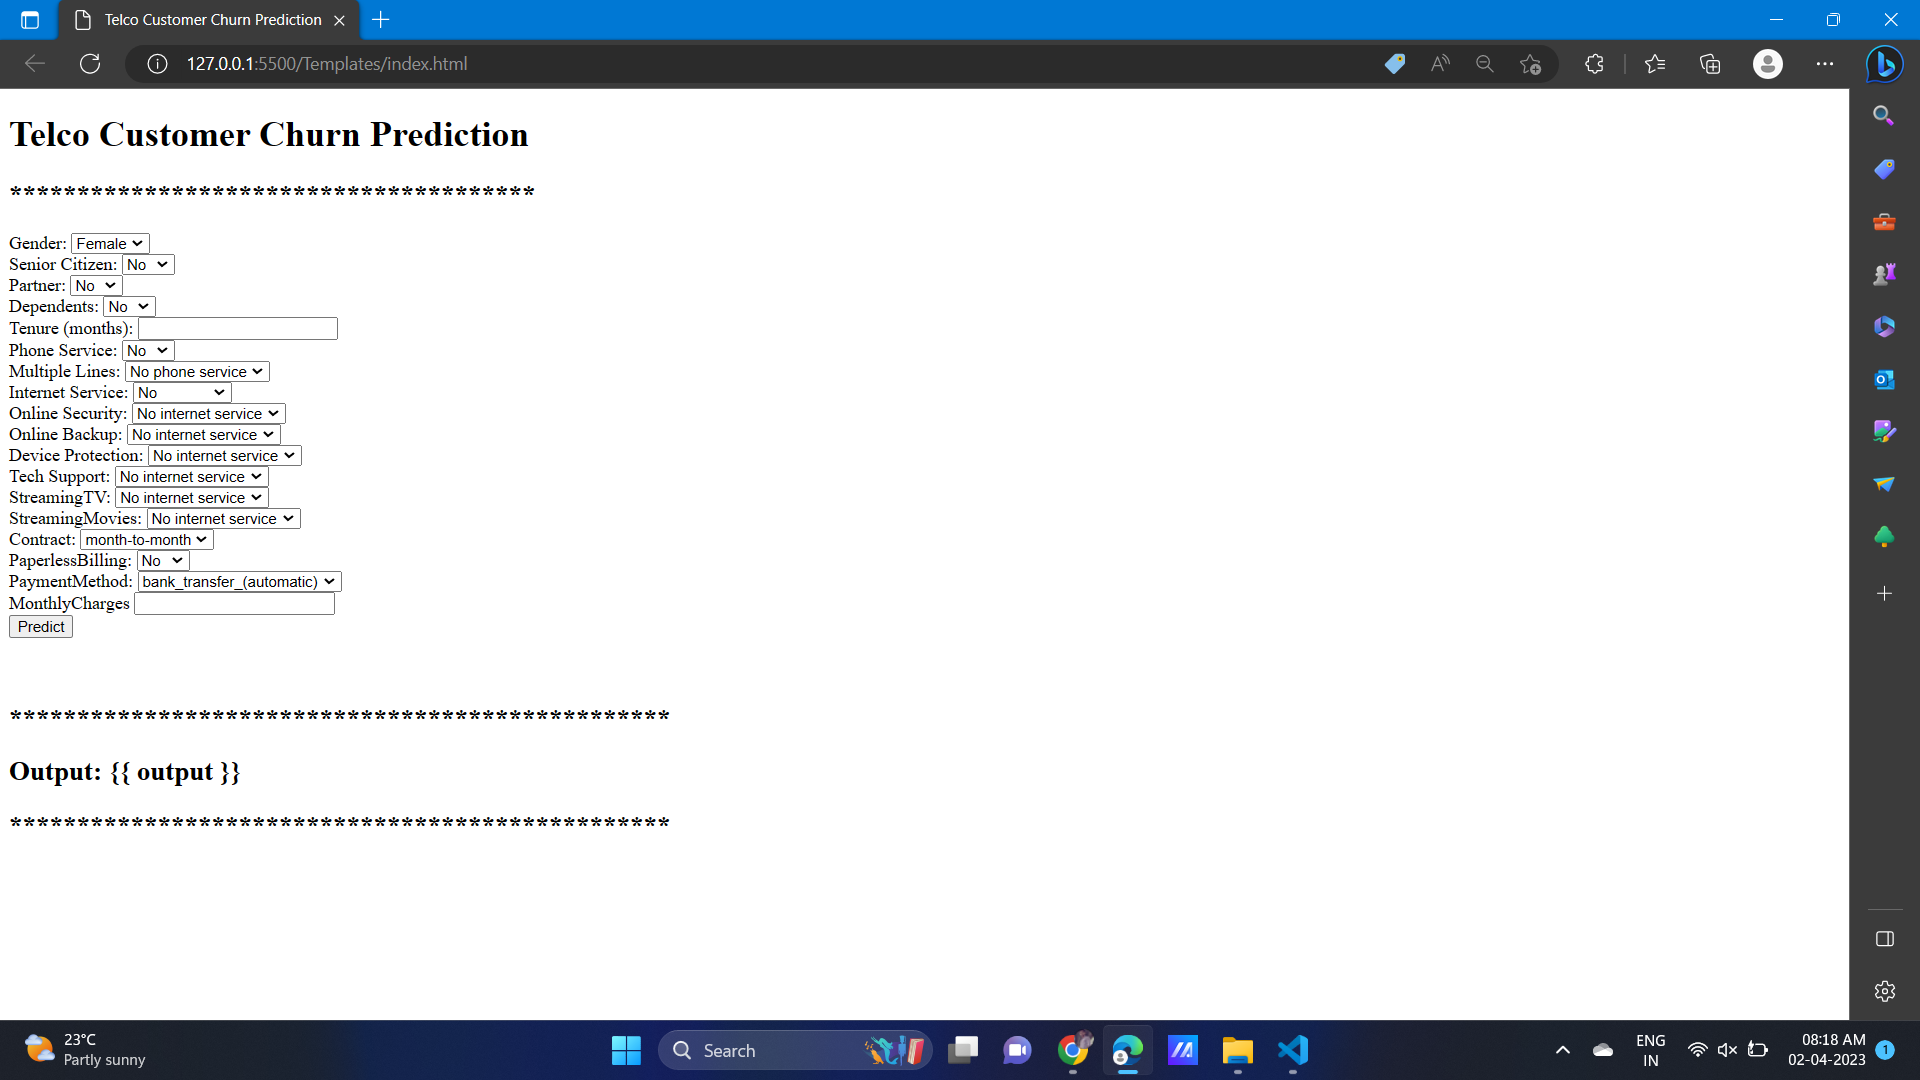 Telco Customer Churn Prediction
127.0.0.1:5500/Templates/index.html
Telco Customer Churn Prediction
***************************************
Gender: Female
Senior Citizen: No
Partner: No
Dependents: No
Tenure (months):
Phone Service: No
Multiple Lines: No phone service
Internet Service: No
Online Security: No internet service
Online Backup: No internet service
Device Protection: No internet service
Tech Support: No internet service
StreamingTV: No internet service
StreamingMovies: No internet service
Contract: month-to-month
PaperlessBilling: No
PaymentMethod: bank_transfer_(automatic)
MonthlyCharges
Predict
*************************************************
Output: {{ output }}
*************************************************
23°C
Partly sunny
Search
ENG
IN
08:18 AM
02-04-2023
1